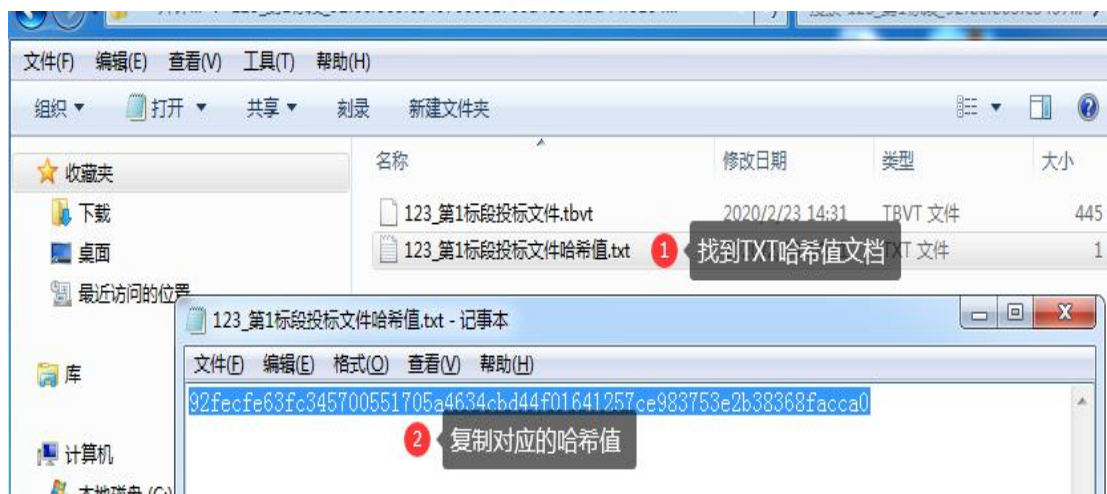 文件(F) 编辑(E) 查看(V) 工具(T) 帮助(H)
组织 打开 共享 刻录 新建文件夹
名称 修改日期 类型 大小
收藏夹
下载 123_第1标段投标文件.tbvt 2020/2/23 14:31 TBVT 文件 445
桌面 123_第1标段投标文件哈希值.txt 1 找到TXT哈希值文档 文件 1
最近访问的位置
123_第1标段投标文件哈希值.txt - 记事本
库 文件(F) 编辑(E) 格式(O) 查看(V) 帮助(H)
92fecfe63fc345700551705a4634cbd44f01641257ce983753e2b38368facca0
2 复制对应的哈希值
计算机
本地磁盘 (C:)